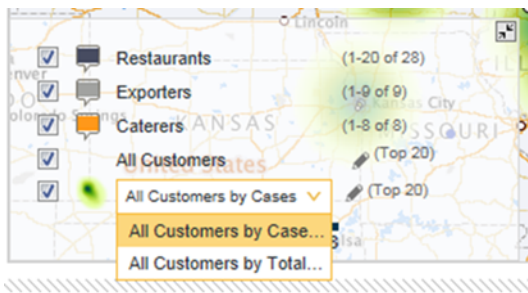 Lincoln
Restaurants (1-20 of 28)
nver
Exporters (1-9 of 9)
Kansas City
Caterers (1-8 of 8)
KANSAS
All Customers (Top 20)
United States
All Customers by Cases (Top 20)
All Customers by Case...
All Customers by Total...